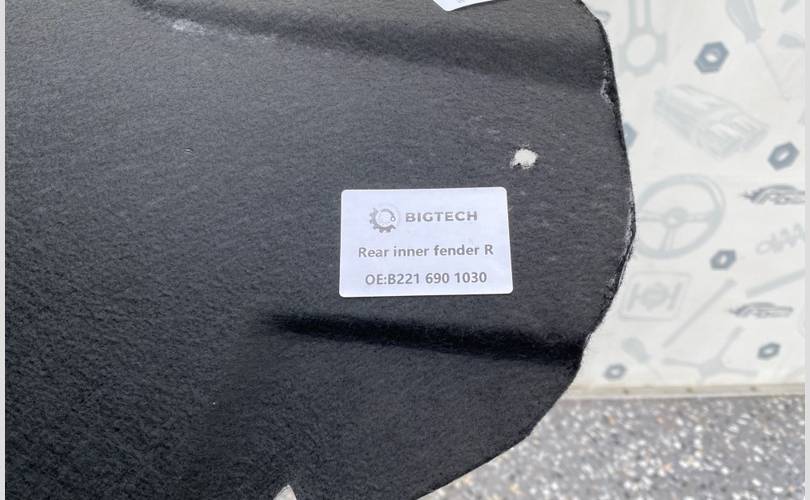 BIGTECH
Rear inner fender R
OE:B221 690 1030